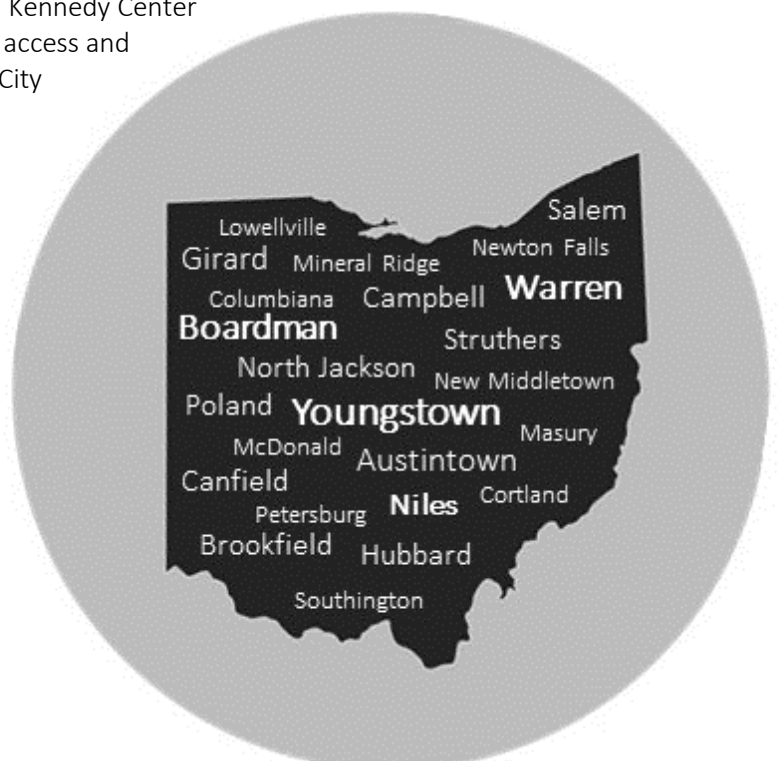 Kennedy Center
access and
City
Salem
Lowellville
Newton Falls
Girard
Mineral Ridge
Warren
Columbiana
Campbell
Boardman
Struthers
North Jackson
New Middletown
Poland
Youngstown
Masury
McDonald
Austintown
Canfield
Cortland
Niles
Petersburg
Brookfield
Hubbard
Southington